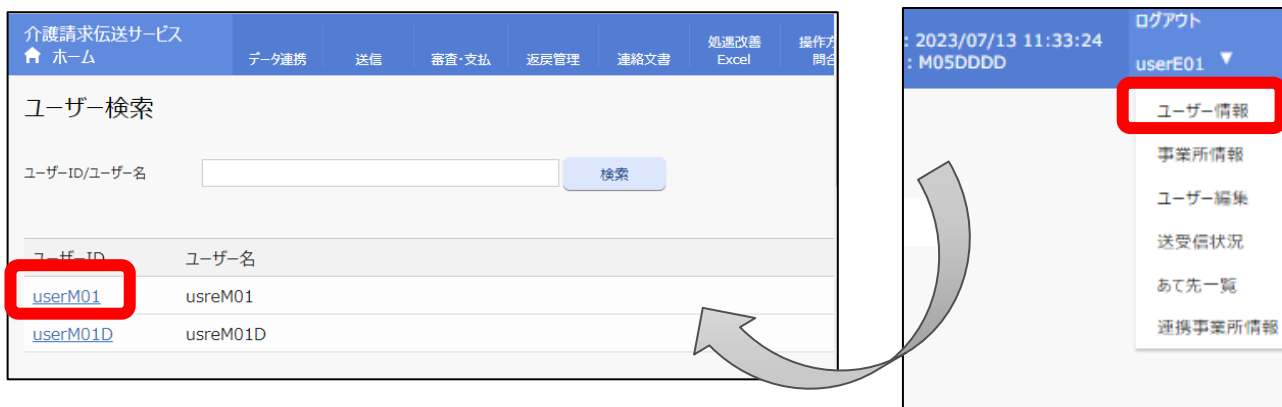 介護請求伝送サービス
ホーム
データ連携 送信 審査・支払 返戻管理 連絡文書 処遇改善 Excel 操作方 問合
ユーザー検索
ユーザーID/ユーザー名 検索
ユーザーID ユーザー名
userM01 usreM01
userM01D usreM01D
ログアウト
: 2023/07/13 11:33:24
: M05DDDD
userE01 ▼
ユーザー情報
事業所情報
ユーザー編集
送受信状況
あて先一覧
連携事業所情報